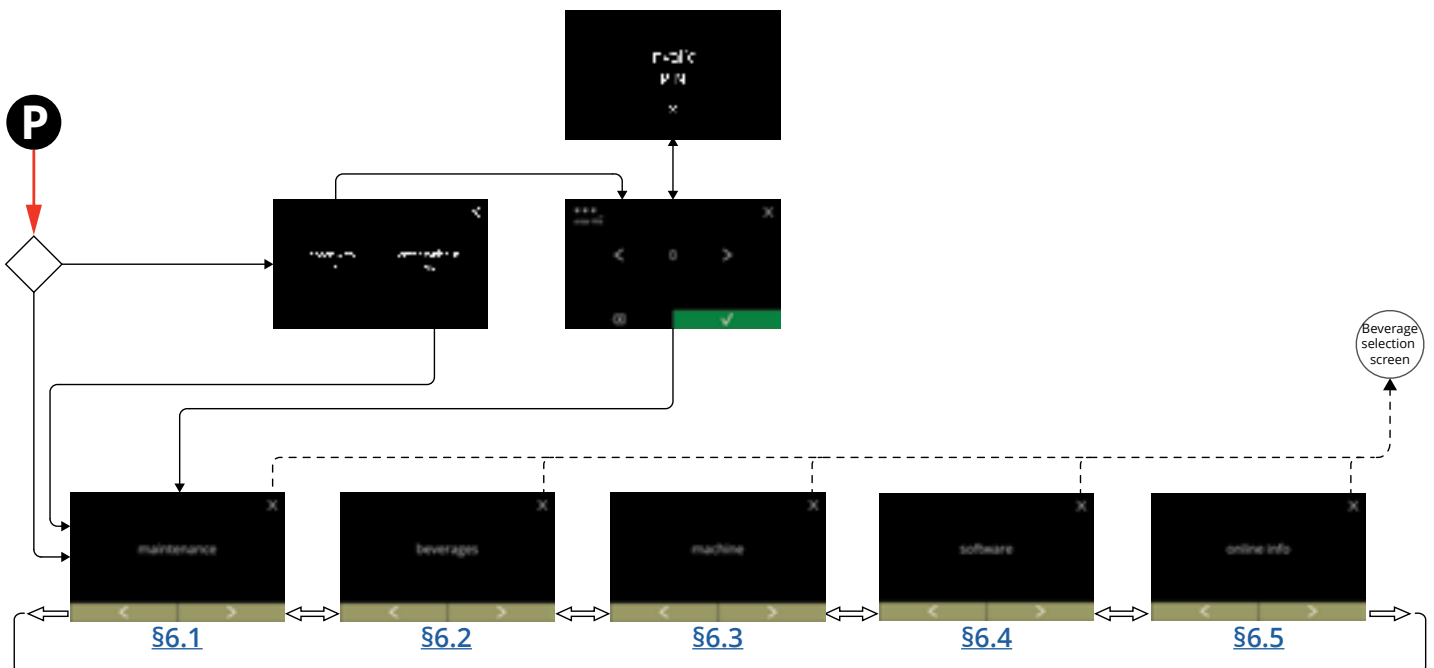 P
PIN
Beverage
selection
screen
maintenance
beverages
machine
software
online info
§6.1
§6.2
§6.3
§6.4
§6.5